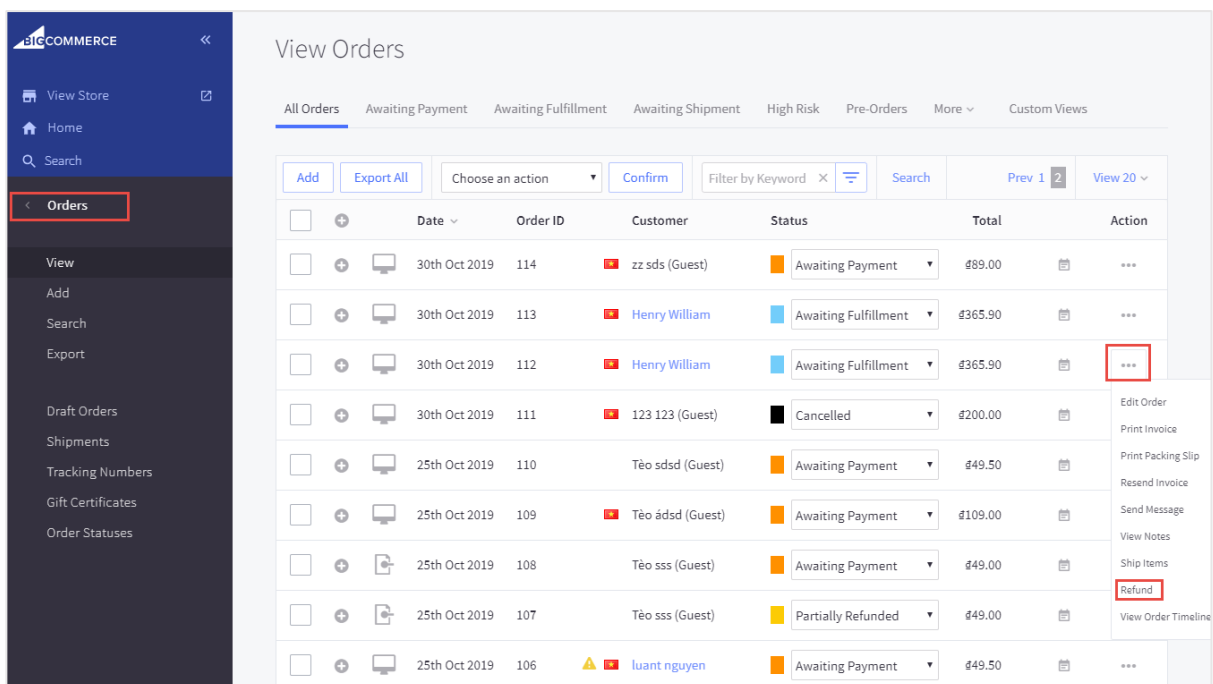 BIGCOMMERCE
View Store
Home
Search
Orders
View
Add
Search
Export
Draft Orders
Shipments
Tracking Numbers
Gift Certificates
Order Statuses
View Orders
All Orders Awaiting Payment Awaiting Fulfillment Awaiting Shipment High Risk Pre-Orders More Custom Views
Add Export All Choose an action Confirm Filter by Keyword Search Prev 1 2 View 20
Date Order ID Customer Status Total Action
30th Oct 2019 114 zz sds (Guest) Awaiting Payment ₫89.00
30th Oct 2019 113 Henry William Awaiting Fulfillment ₫365.90
30th Oct 2019 112 Henry William Awaiting Fulfillment ₫365.90
30th Oct 2019 111 123 123 (Guest) Cancelled ₫200.00
25th Oct 2019 110 Tèo sdsd (Guest) Awaiting Payment ₫49.50
25th Oct 2019 109 Tèo ádsd (Guest) Awaiting Payment ₫109.00
25th Oct 2019 108 Tèo sss (Guest) Awaiting Payment ₫49.00
25th Oct 2019 107 Tèo sss (Guest) Partially Refunded ₫49.00
25th Oct 2019 106 luant nguyen Awaiting Payment ₫49.50
Edit Order
Print Invoice
Print Packing Slip
Resend Invoice
Send Message
View Notes
Ship Items
Refund
View Order Timeline